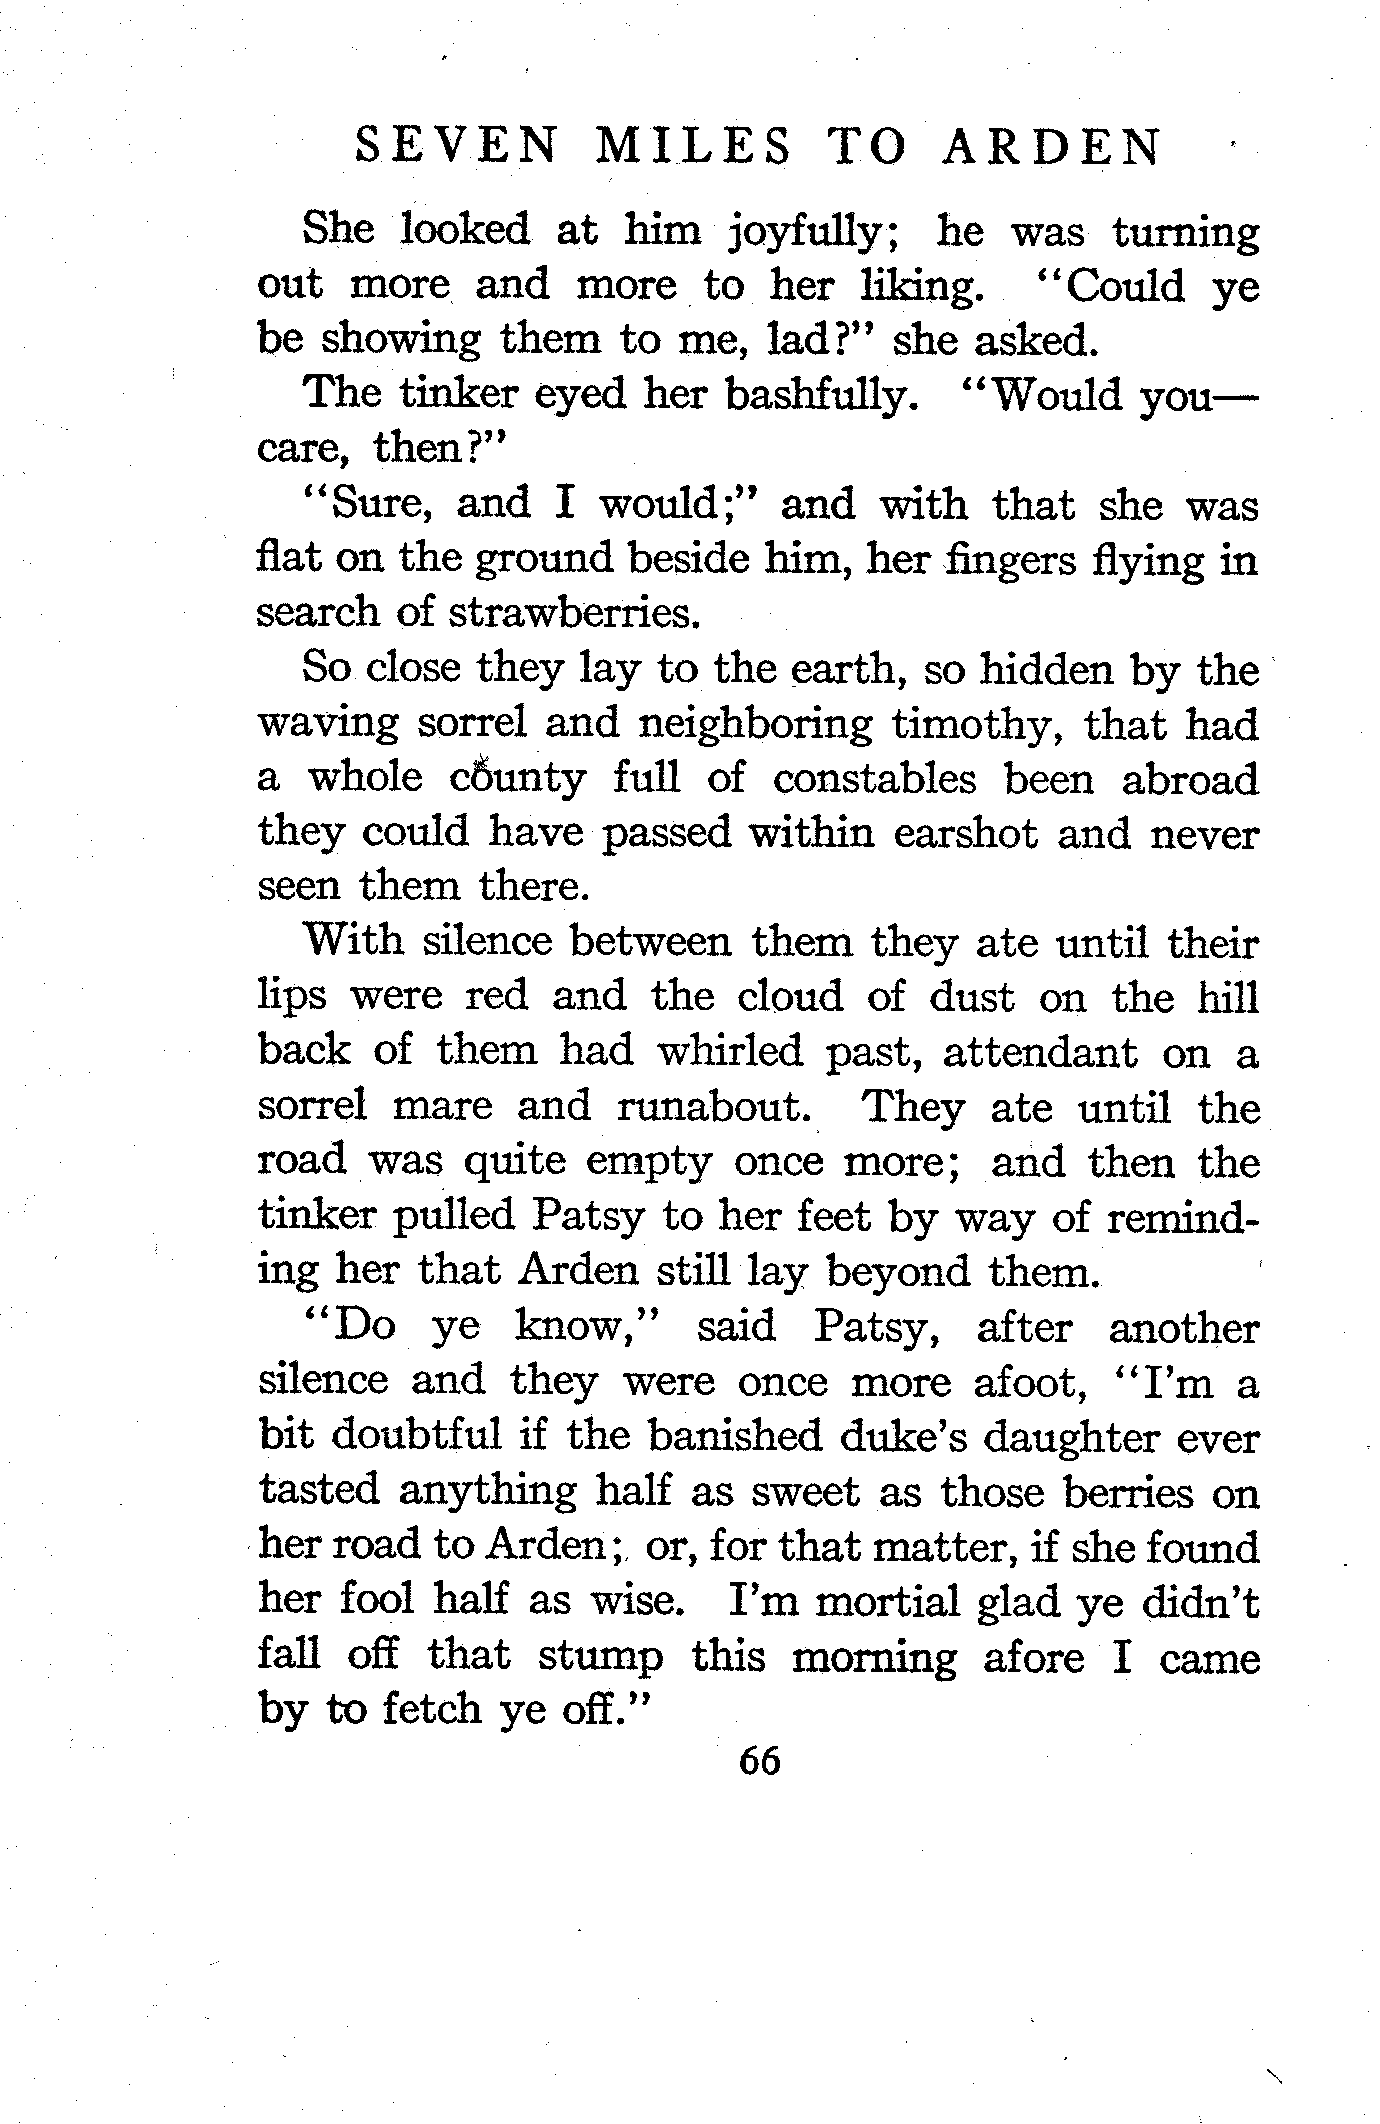 SEVEN MILES TO ARDEN
She looked at him joyfully; he was turning
out more and more to her liking. "Could ye
be showing them to me, lad?" she asked.
The tinker eyed her bashfully. "Would you—
care, then?"
"Sure, and I would;" and with that she was
flat on the ground beside him, her fingers flying in
search of strawberries.
So close they lay to the earth, so hidden by the
waving sorrel and neighboring timothy, that had
a whole county full of constables been abroad
they could have passed within earshot and never
seen them there.
With silence between them they ate until their
lips were red and the cloud of dust on the hill
back of them had whirled past, attendant on a
sorrel mare and runabout. They ate until the
road was quite empty once more; and then the
tinker pulled Patsy to her feet by way of remind-
ing her that Arden still lay beyond them.
"Do ye know," said Patsy, after another
silence and they were once more afoot, "I'm a
bit doubtful if the banished duke's daughter ever
tasted anything half as sweet as those berries on
her road to Arden; or, for that matter, if she found
her fool half as wise. I'm mortial glad ye didn't
fall off that stump this morning afore I came
by to fetch ye off."
66